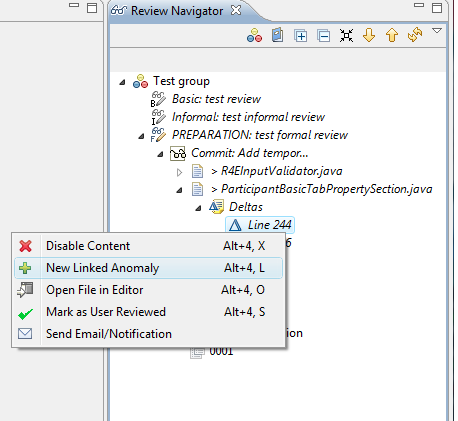 Review Navigator
Test group
Basic: test review
Informal: test informal review
PREPARATION: test formal review
Commit: Add tempor...
> R4EInputValidator.java
> ParticipantBasicTabPropertySection.java
Deltas
Line 244
6
Disable Content Alt+4, X
New Linked Anomaly Alt+4, L
Open File in Editor Alt+4, O
Mark as User Reviewed Alt+4, S
Send Email/Notification
ion
0001